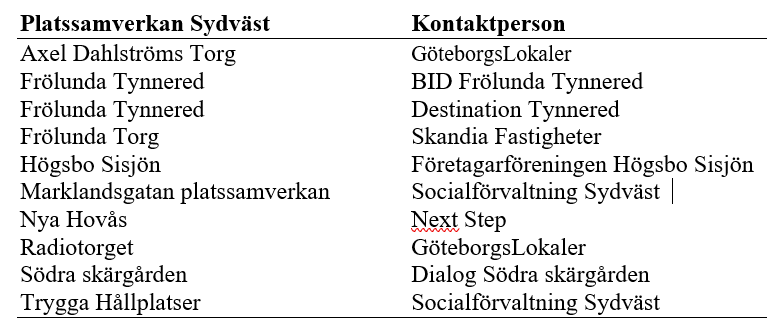 Platssamverkan Sydväst Kontaktperson
Axel Dahlströms Torg GöteborgsLokaler
Frölunda Tynnered BID Frölunda Tynnered
Frölunda Tynnered Destination Tynnered
Frölunda Torg Skandia Fastigheter
Högsbo Sisjön Företagarföreningen Högsbo Sisjön
Marklandsgatan platssamverkan Socialförvaltning Sydväst
Nya Hovås Next Step
Radiotorget GöteborgsLokaler
Södra skärgården Dialog Södra skärgården
Trygga Hållplatser Socialförvaltning Sydväst